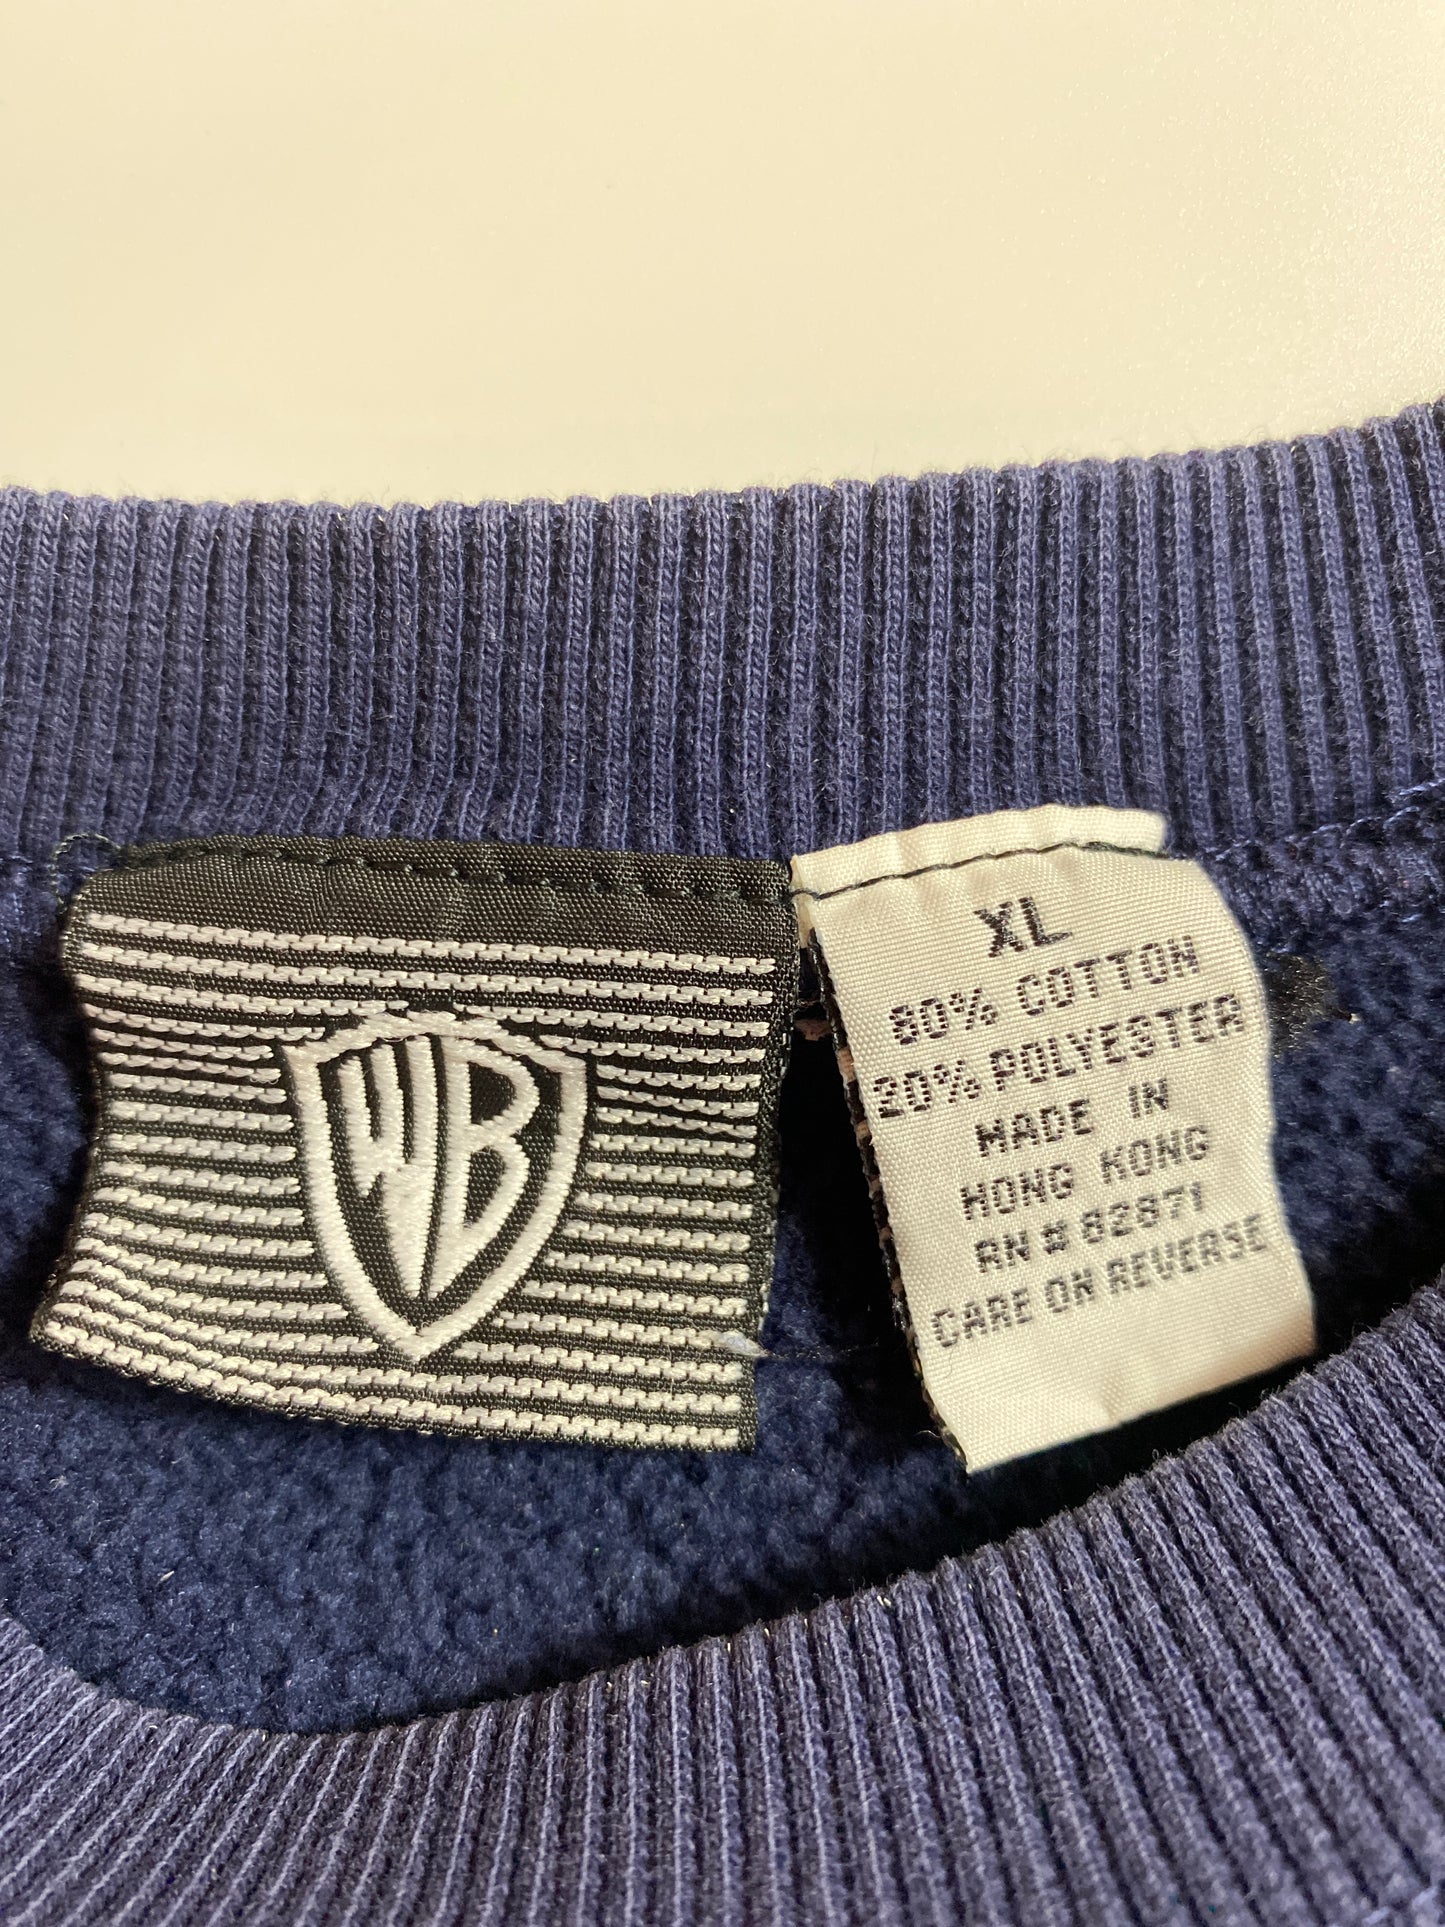 WB
XL
80% COTTON
20% POLYESTER
MADE IN
HONG KONG
RN # 82871
CARE ON REVERSE